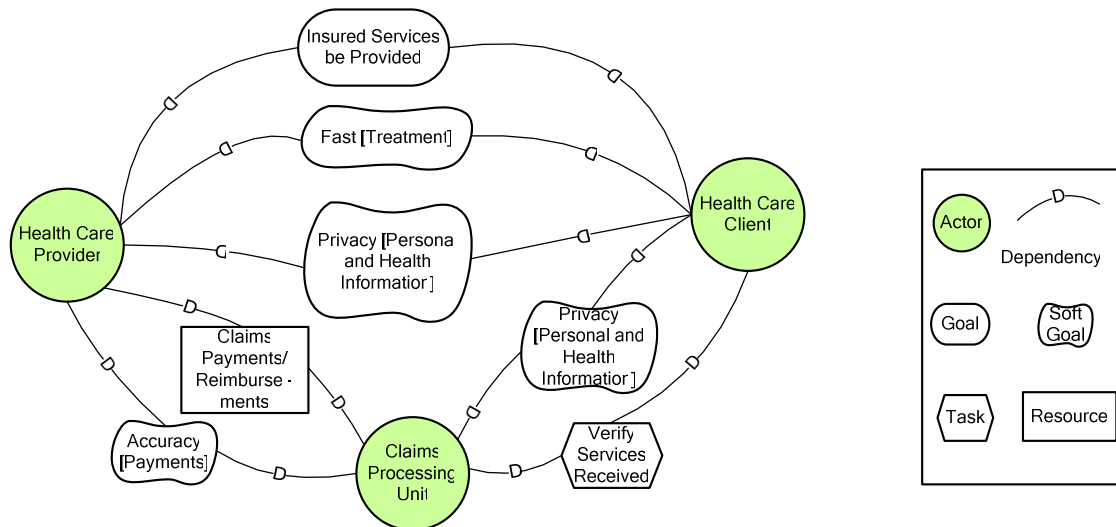 Insured Services
be Provided
Fast [Treatment]
Health Care
Provider
Privacy [Persona
and Health
Information]
Health Care
Client
Claims
Payments/
Reimburse -
ments
Privacy
[Personal and
Health
Information]
Accuracy
[Payments]
Claims
Processing
Unit
Verify
Services
Received
D
D
D
D
D
D
D
D
D
D
D
D
D
D
Actor
D
Dependency
Goal
Soft
Goal
Task
Resource